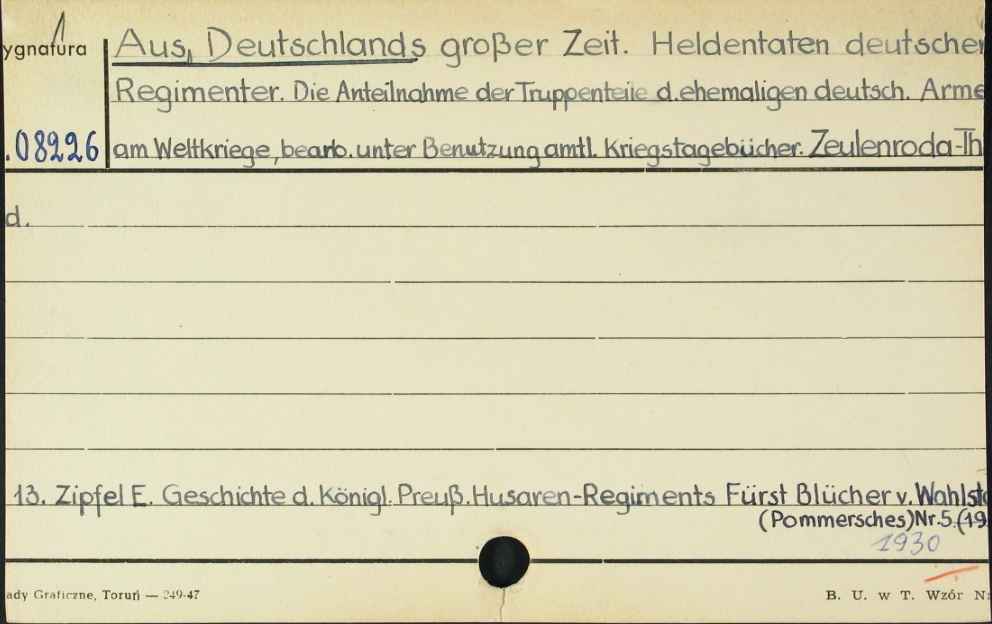 ygnatura Aus Deutschlands großer Zeit. Heldentaten deutscher
Regimenter. Die Anteilnahme der Truppenteile d. ehemaligen deutsch. Arme
.08226 am Weltkriege, bearb. unter Benutzung amtl. Kriegstagebücher. Zeulenroda-Th
d.
13. Zipfel E. Geschichte d. Königl. Preuß. Husaren-Regiments Fürst Blücher v. Wahlsta
(Pommersches) Nr. 5. (19
1930
ady Graficzne, Toruń — 249-47 B. U. w T. Wzór N